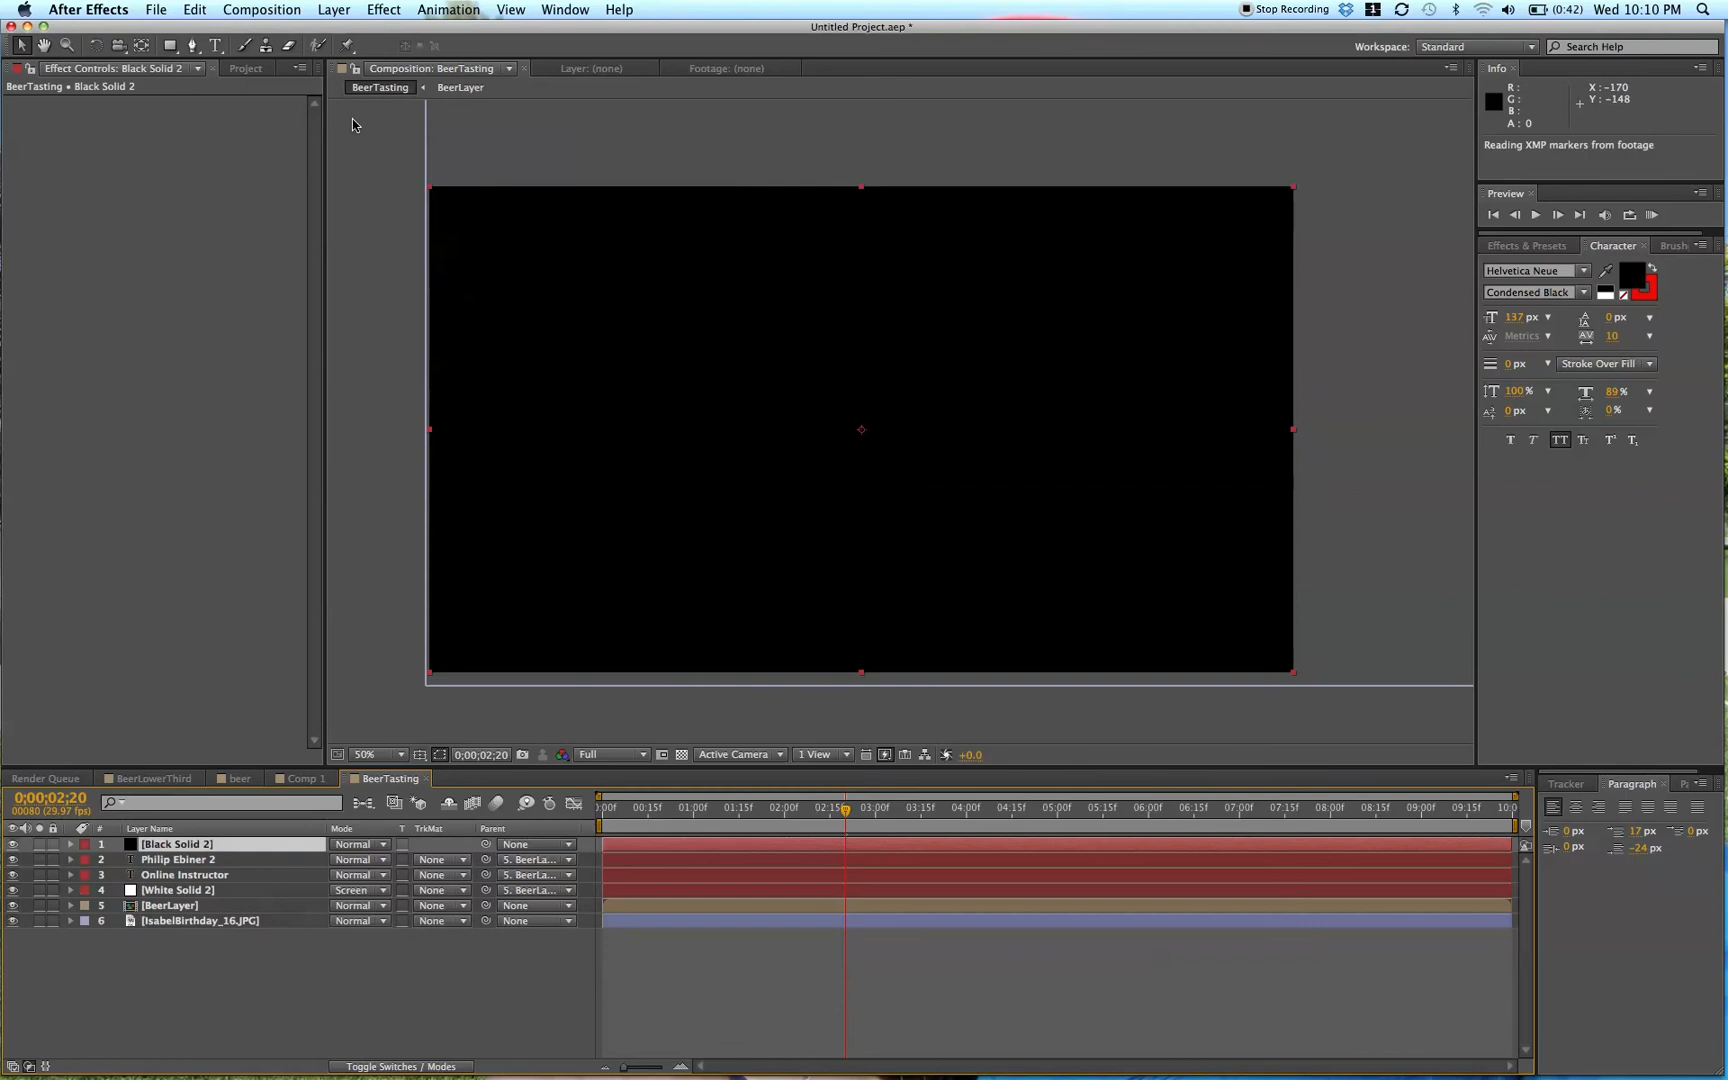 After Effects File Edit Composition Layer Effect Animation View Window Help
Stop Recording 1 (0:42) Wed 10:10 PM
Untitled Project.aep *
Workspace: Standard Search Help
Effect Controls: Black Solid 2 Project
BeerTasting • Black Solid 2
Composition: BeerTasting Layer: (none) Footage: (none)
BeerTasting BeerLayer
Info
R: X: -170
G: Y: -148
B:
A: 0
Reading XMP markers from footage
Preview
Effects & Presets Character Brush
Helvetica Neue
Condensed Black
137 px 0 px
Metrics 10
0 px Stroke Over Fill
100 % 89 %
0 px 0 %
T T TT Tr T¹ T₁
50% 0;00;02;20 Full Active Camera 1 View +0.0
Render Queue BeerLowerThird beer Comp 1 BeerTasting
0;00;02;20
00080 (29.97 fps)
:00f 00:15f 01:00f 01:15f 02:00f 02:15f 03:00f 03:15f 04:00f 04:15f 05:00f 05:15f 06:00f 06:15f 07:00f 07:15f 08:00f 08:15f 09:00f 09:15f 10:0
# Layer Name Mode T TrkMat Parent
1 [Black Solid 2] Normal None
2 T Philip Ebiner 2 Normal None 5. BeerLa...
3 T Online Instructor Normal None 5. BeerLa...
4 [White Solid 2] Screen None 5. BeerLa...
5 [BeerLayer] Normal None None
6 [IsabelBirthday_16.JPG] Normal None None
Toggle Switches / Modes
Tracker Paragraph
0 px 17 px 0 px
0 px -24 px